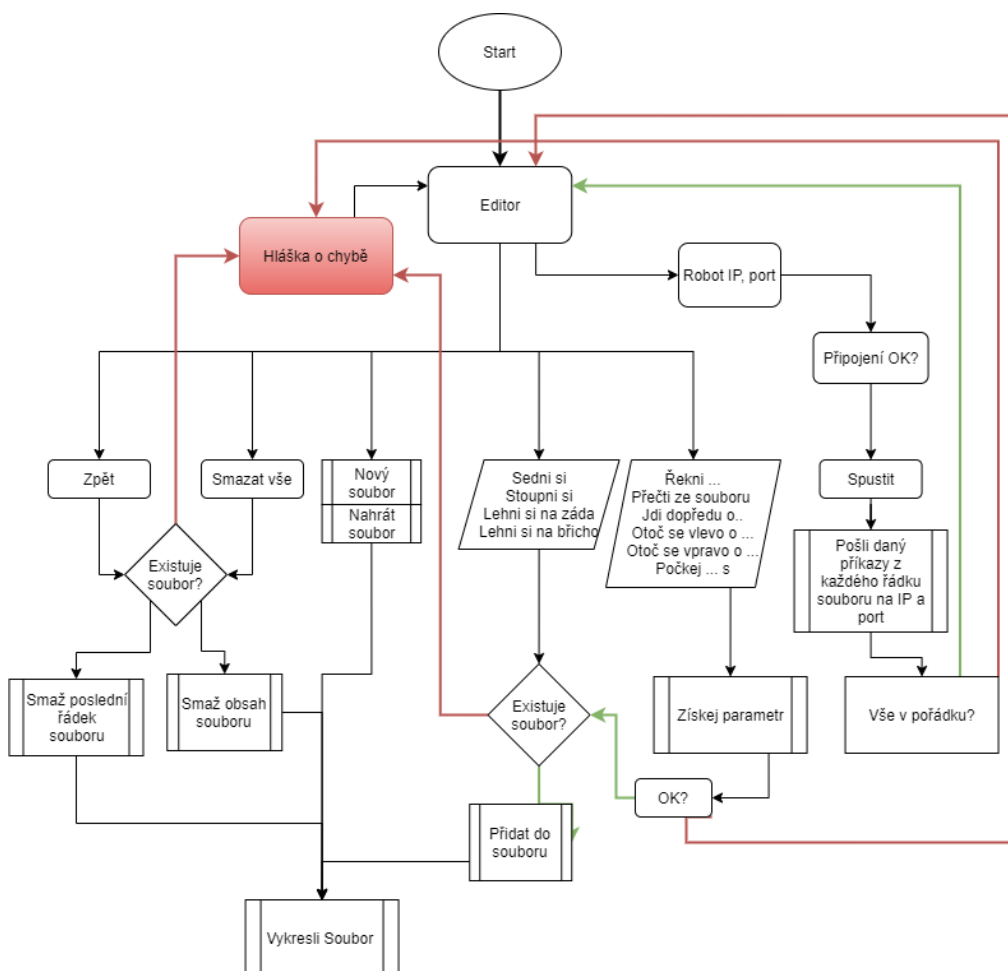 Start
Editor
Hláška o chybě
Robot IP, port
Připojení OK?
Zpět
Smazat vše
Nový
soubor
Nahrát
soubor
Sedni si
Stoupni si
Lehni si na záda
Lehni si na břicho
Řekni ...
Přečti ze souboru
Jdi dopředu o..
Otoč se vlevo o ...
Otoč se vpravo o ...
Počkej ... s
Spustit
Pošli daný
příkazy z
každého řádku
souboru na IP a
port
Existuje
soubor?
Smaž poslední
řádek
souboru
Smaž obsah
souboru
Existuje
soubor?
Získej parametr
Vše v pořádku?
OK?
Přidat do
souboru
Vykresli Soubor